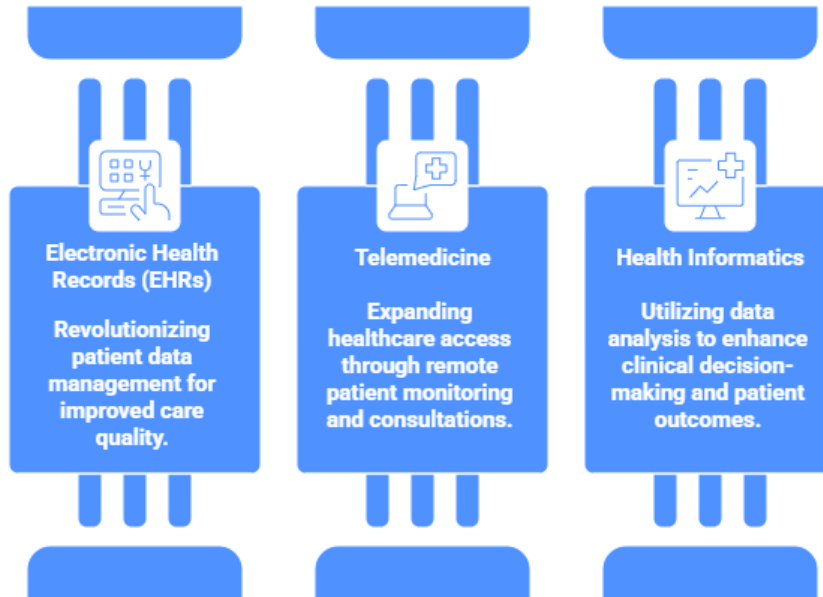 Electronic Health
Records (EHRs)
Revolutionizing
patient data
management for
improved care
quality.
Telemedicine
Expanding
healthcare access
through remote
patient monitoring
and consultations.
Health Informatics
Utilizing data
analysis to enhance
clinical decision-
making and patient
outcomes.